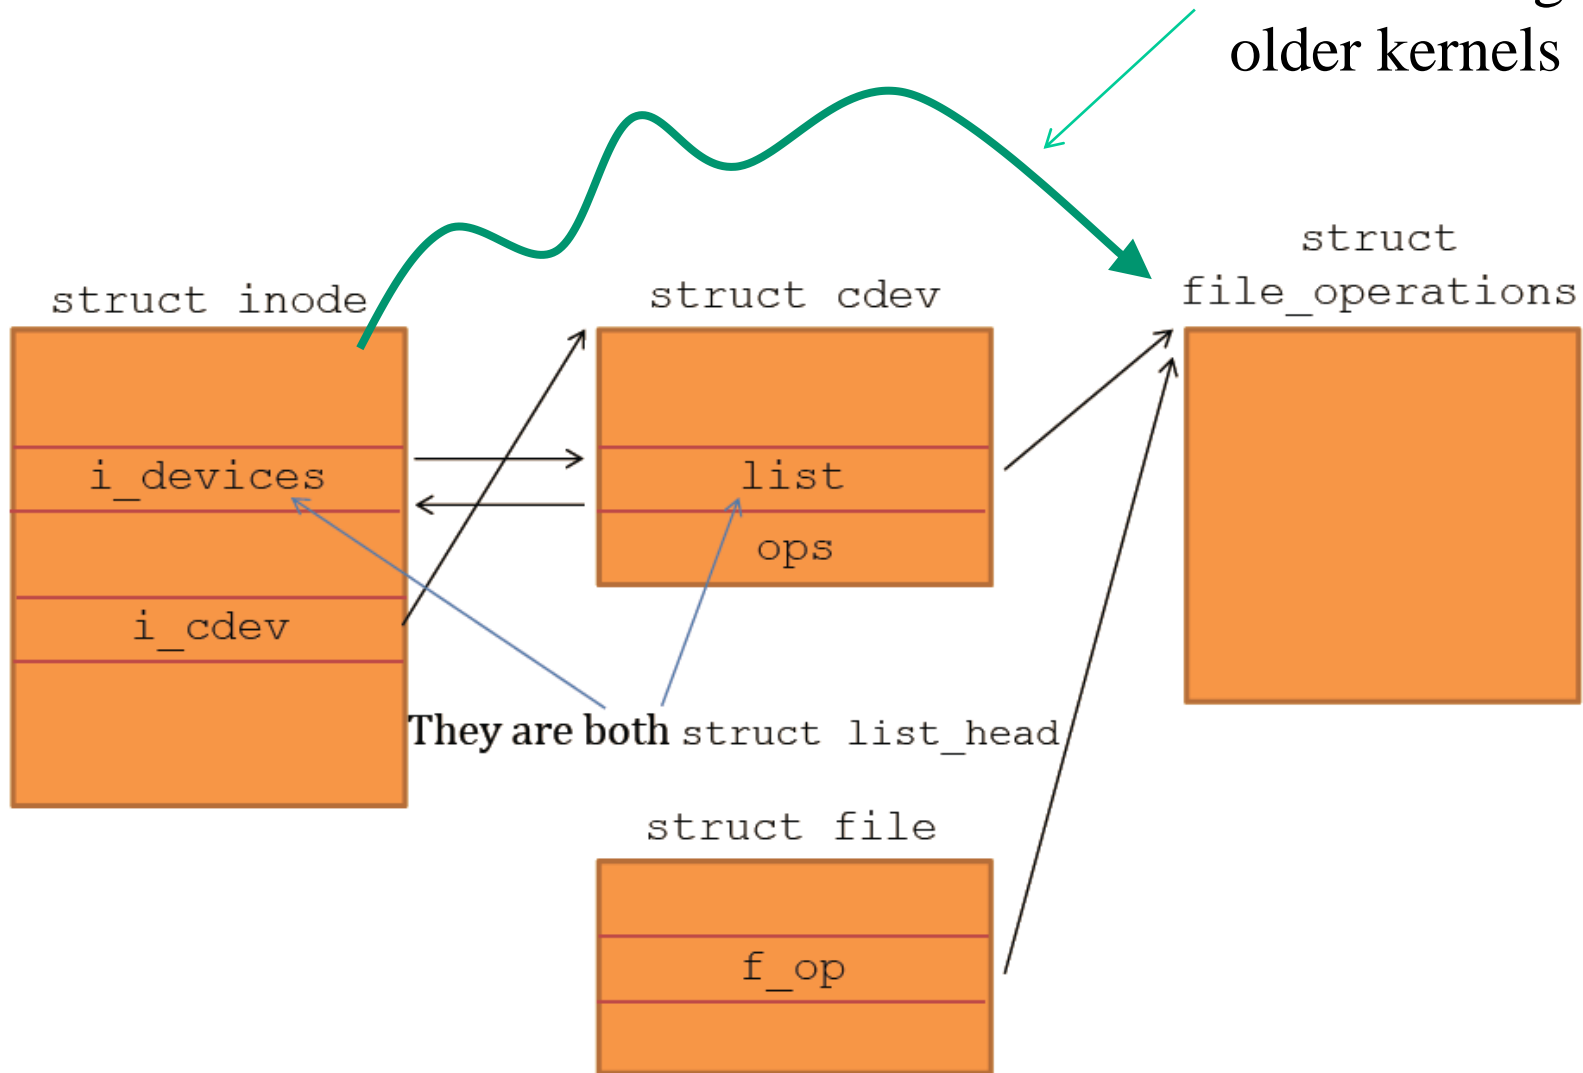 older kernels
struct
file_operations
struct inode
struct cdev
i_devices
list
ops
i_cdev
They are both struct list_head
struct file
f_op